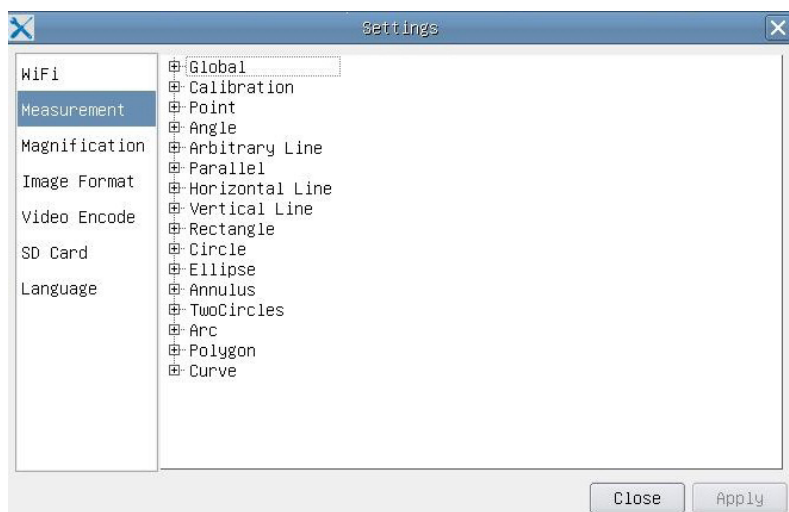 Settings
WiFi
Measurement
Magnification
Image Format
Video Encode
SD Card
Language
Global
Calibration
Point
Angle
Arbitrary Line
Parallel
Horizontal Line
Vertical Line
Rectangle
Circle
Ellipse
Annulus
TwoCircles
Arc
Polygon
Curve
Close
Apply